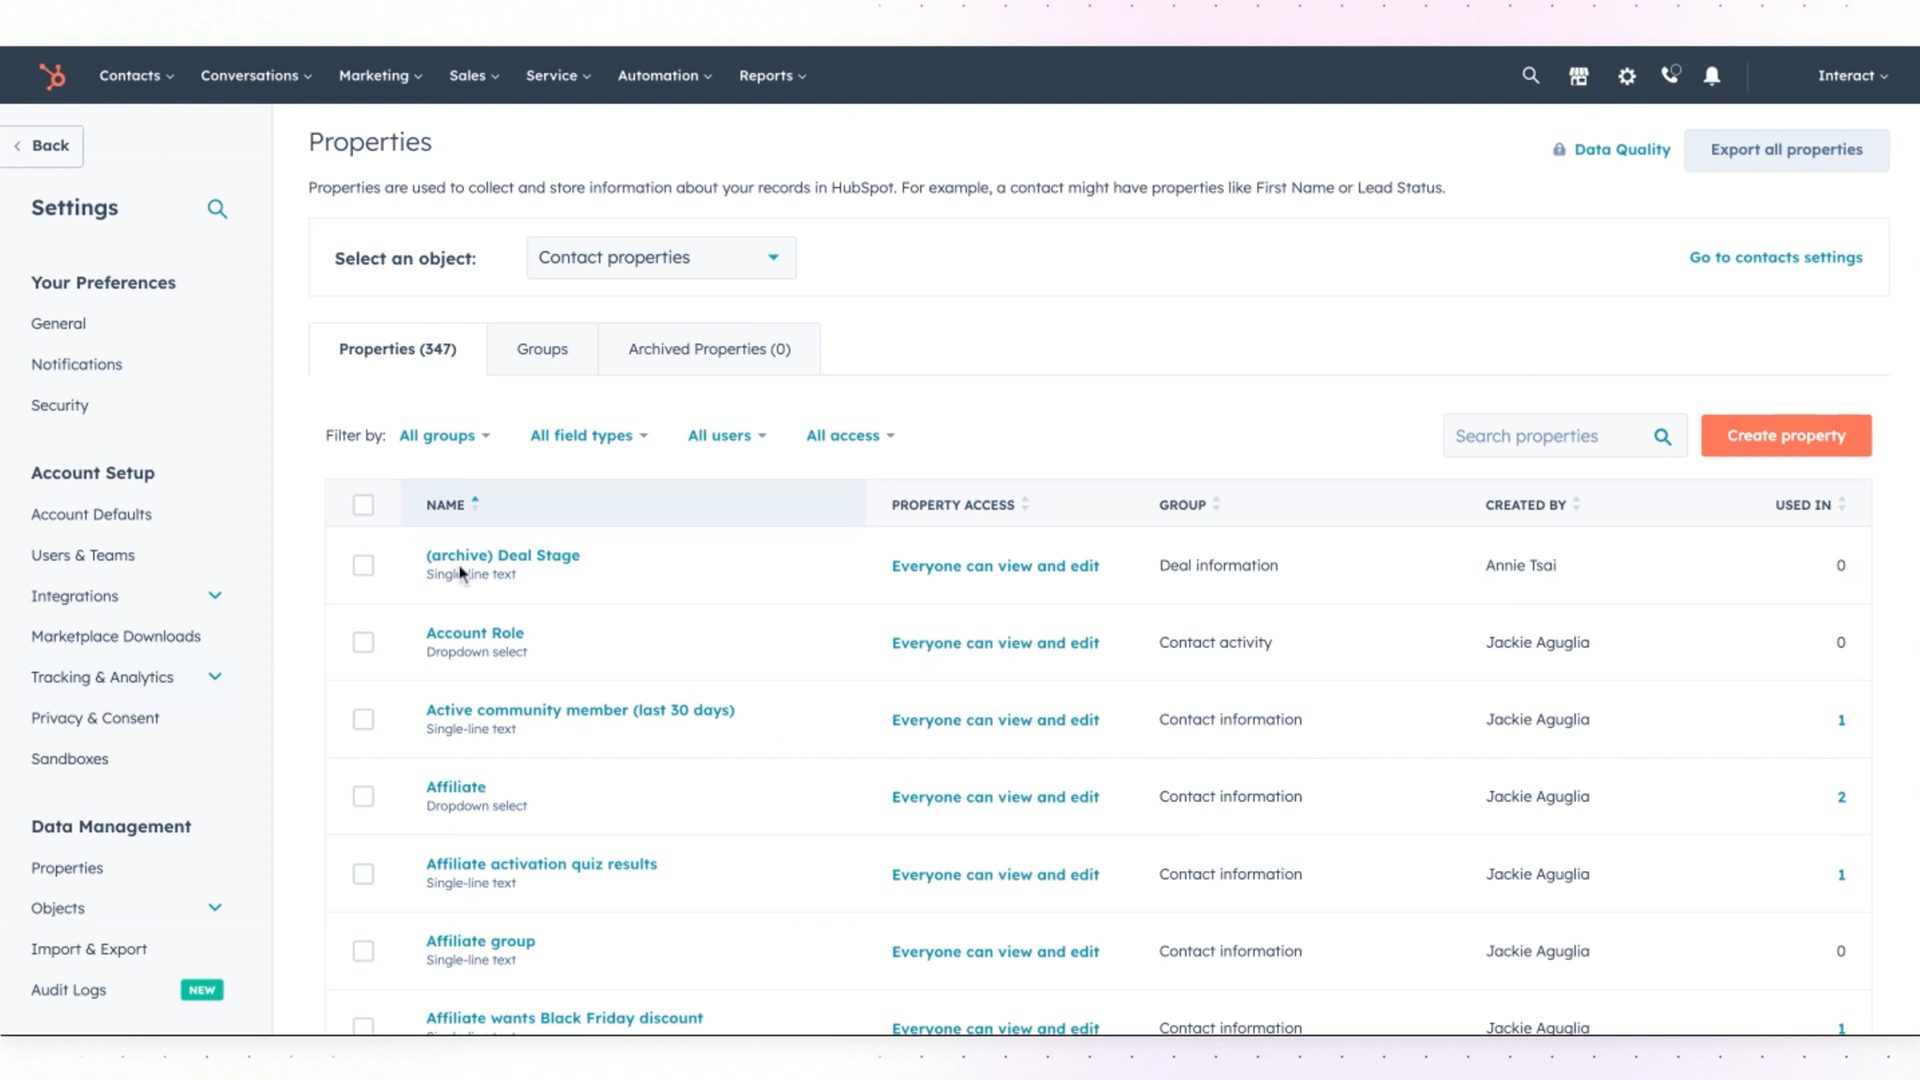 Contacts Conversations Marketing Sales Service Automation Reports Interact
Back
Settings
Your Preferences
General
Notifications
Security
Account Setup
Account Defaults
Users & Teams
Integrations
Marketplace Downloads
Tracking & Analytics
Privacy & Consent
Sandboxes
Data Management
Properties
Objects
Import & Export
Audit Logs NEW
Properties
Data Quality Export all properties
Properties are used to collect and store information about your records in HubSpot. For example, a contact might have properties like First Name or Lead Status.
Select an object: Contact properties Go to contacts settings
Properties (347) Groups Archived Properties (0)
Filter by: All groups All field types All users All access Search properties Create property
NAME PROPERTY ACCESS GROUP CREATED BY USED IN
(archive) Deal Stage
Single-line text
Everyone can view and edit Deal information Annie Tsai 0
Account Role
Dropdown select
Everyone can view and edit Contact activity Jackie Aguglia 0
Active community member (last 30 days)
Single-line text
Everyone can view and edit Contact information Jackie Aguglia 1
Affiliate
Dropdown select
Everyone can view and edit Contact information Jackie Aguglia 2
Affiliate activation quiz results
Single-line text
Everyone can view and edit Contact information Jackie Aguglia 1
Affiliate group
Single-line text
Everyone can view and edit Contact information Jackie Aguglia 0
Affiliate wants Black Friday discount
Everyone can view and edit Contact information Jackie Aguglia 1